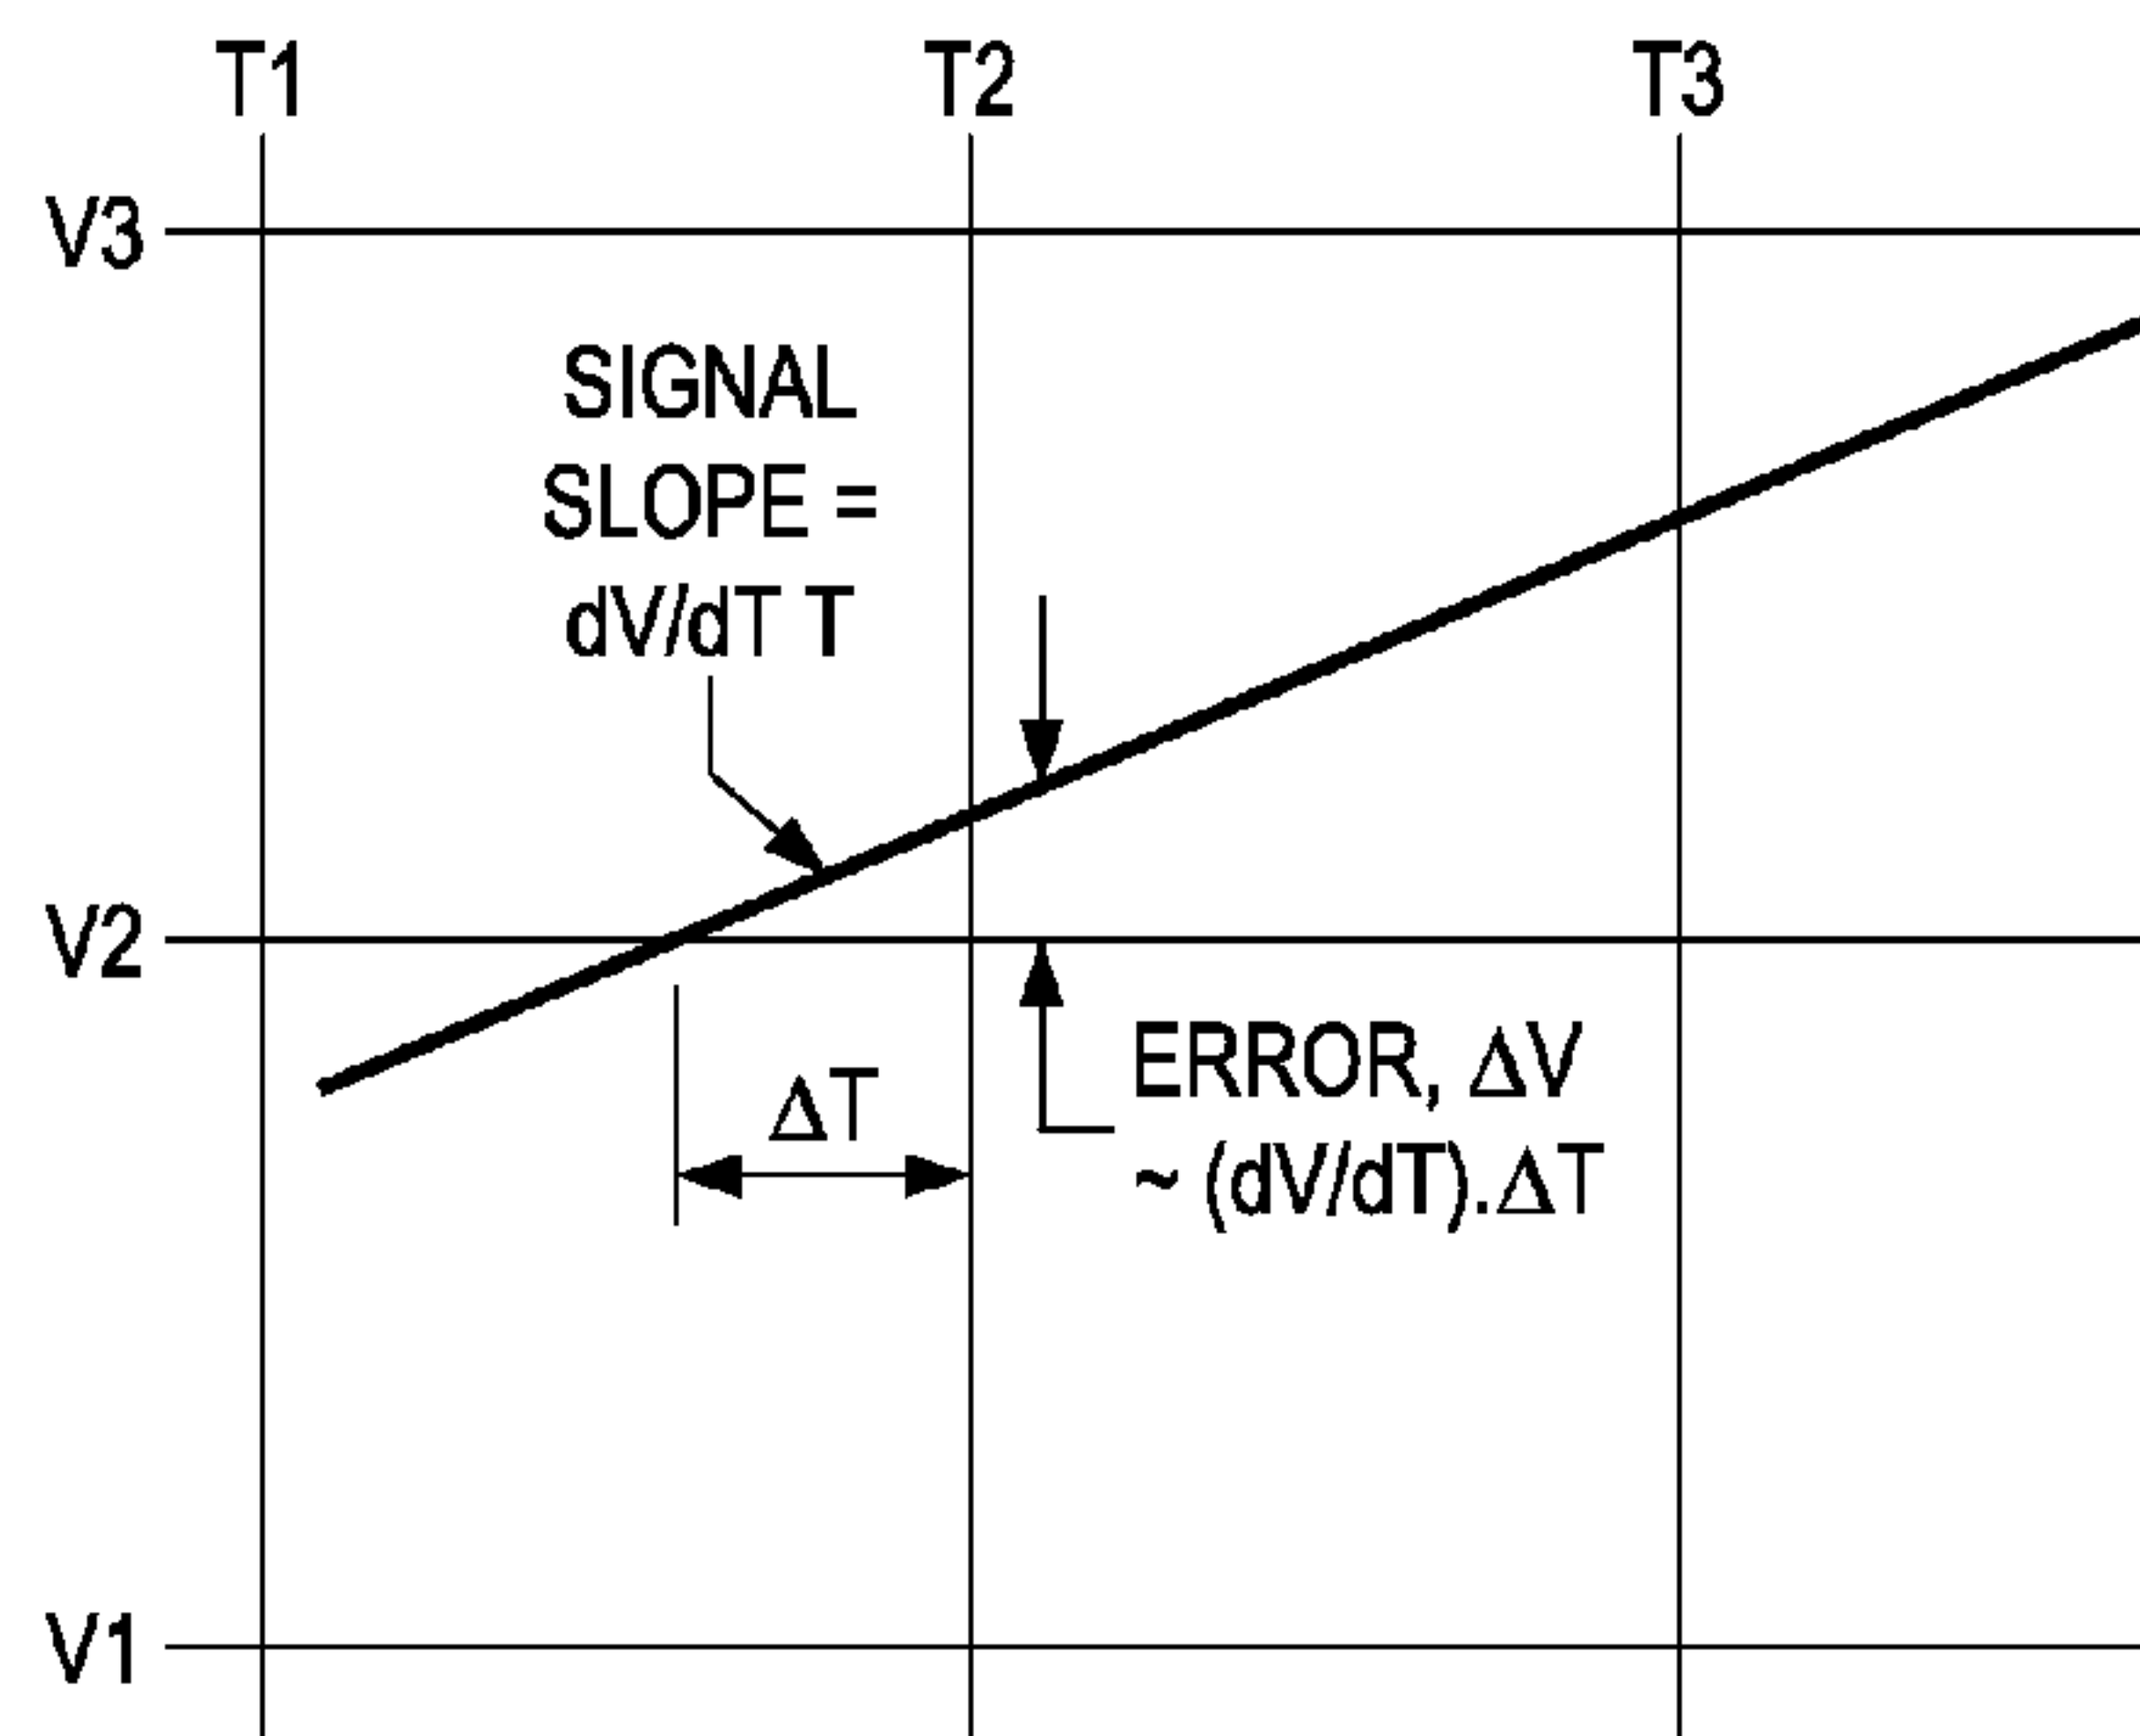 T1 T2 T3
V3
SIGNAL
SLOPE =
dV/dT T
V2
ERROR, ΔV
ΔT
~ (dV/dT).ΔT
V1